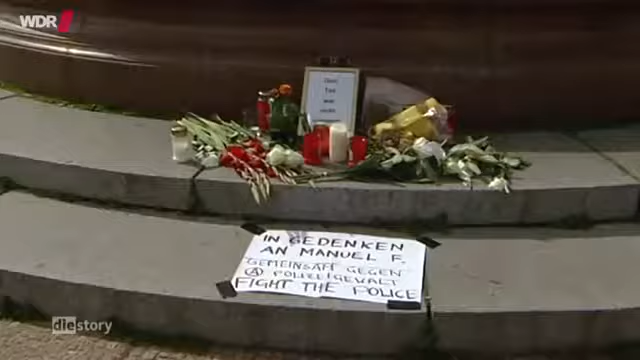 WDR
IN GEDENKEN
AN MANUEL F.
GEMEINSAM GEGEN
Ⓐ POLIZEIGEWALT
FIGHT THE POLICE
die story